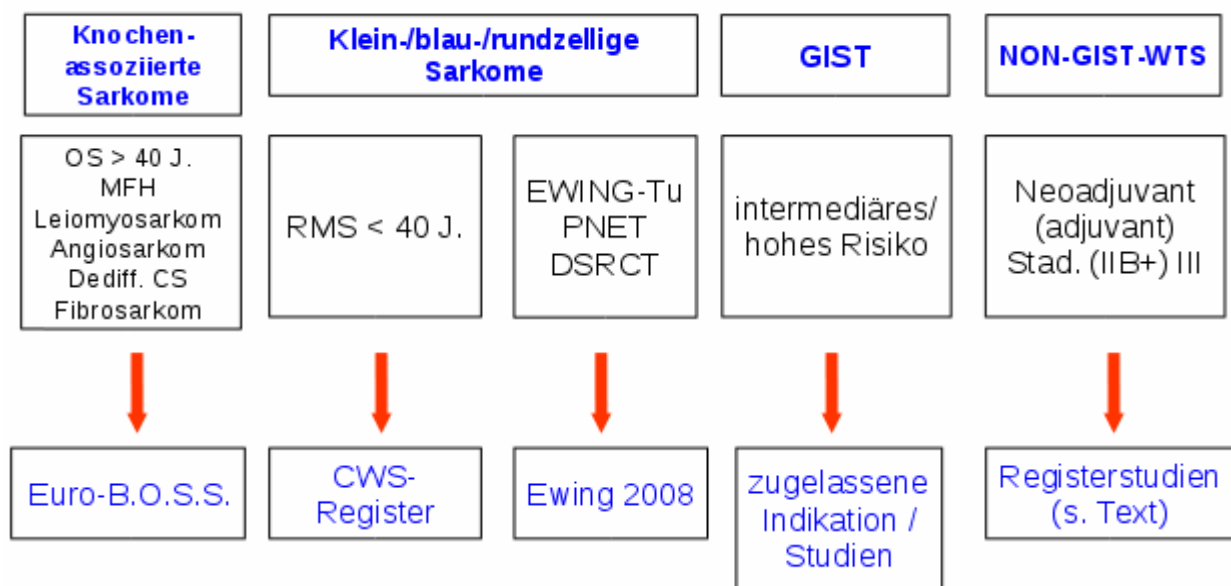 Knochen-
assoziierte
Sarkome
Klein-/blau-/rundzellige
Sarkome
GIST
NON-GIST-WTS
OS > 40 J.
MFH
Leiomyosarkom
Angiosarkom
Dediff. CS
Fibrosarkom
RMS < 40 J.
EWING-Tu
PNET
DSRCT
intermediäres/
hohes Risiko
Neoadjuvant
(adjuvant)
Stad. (IIB+) III
Euro-B.O.S.S.
CWS-
Register
Ewing 2008
zugelassene
Indikation /
Studien
Registerstudien
(s. Text)